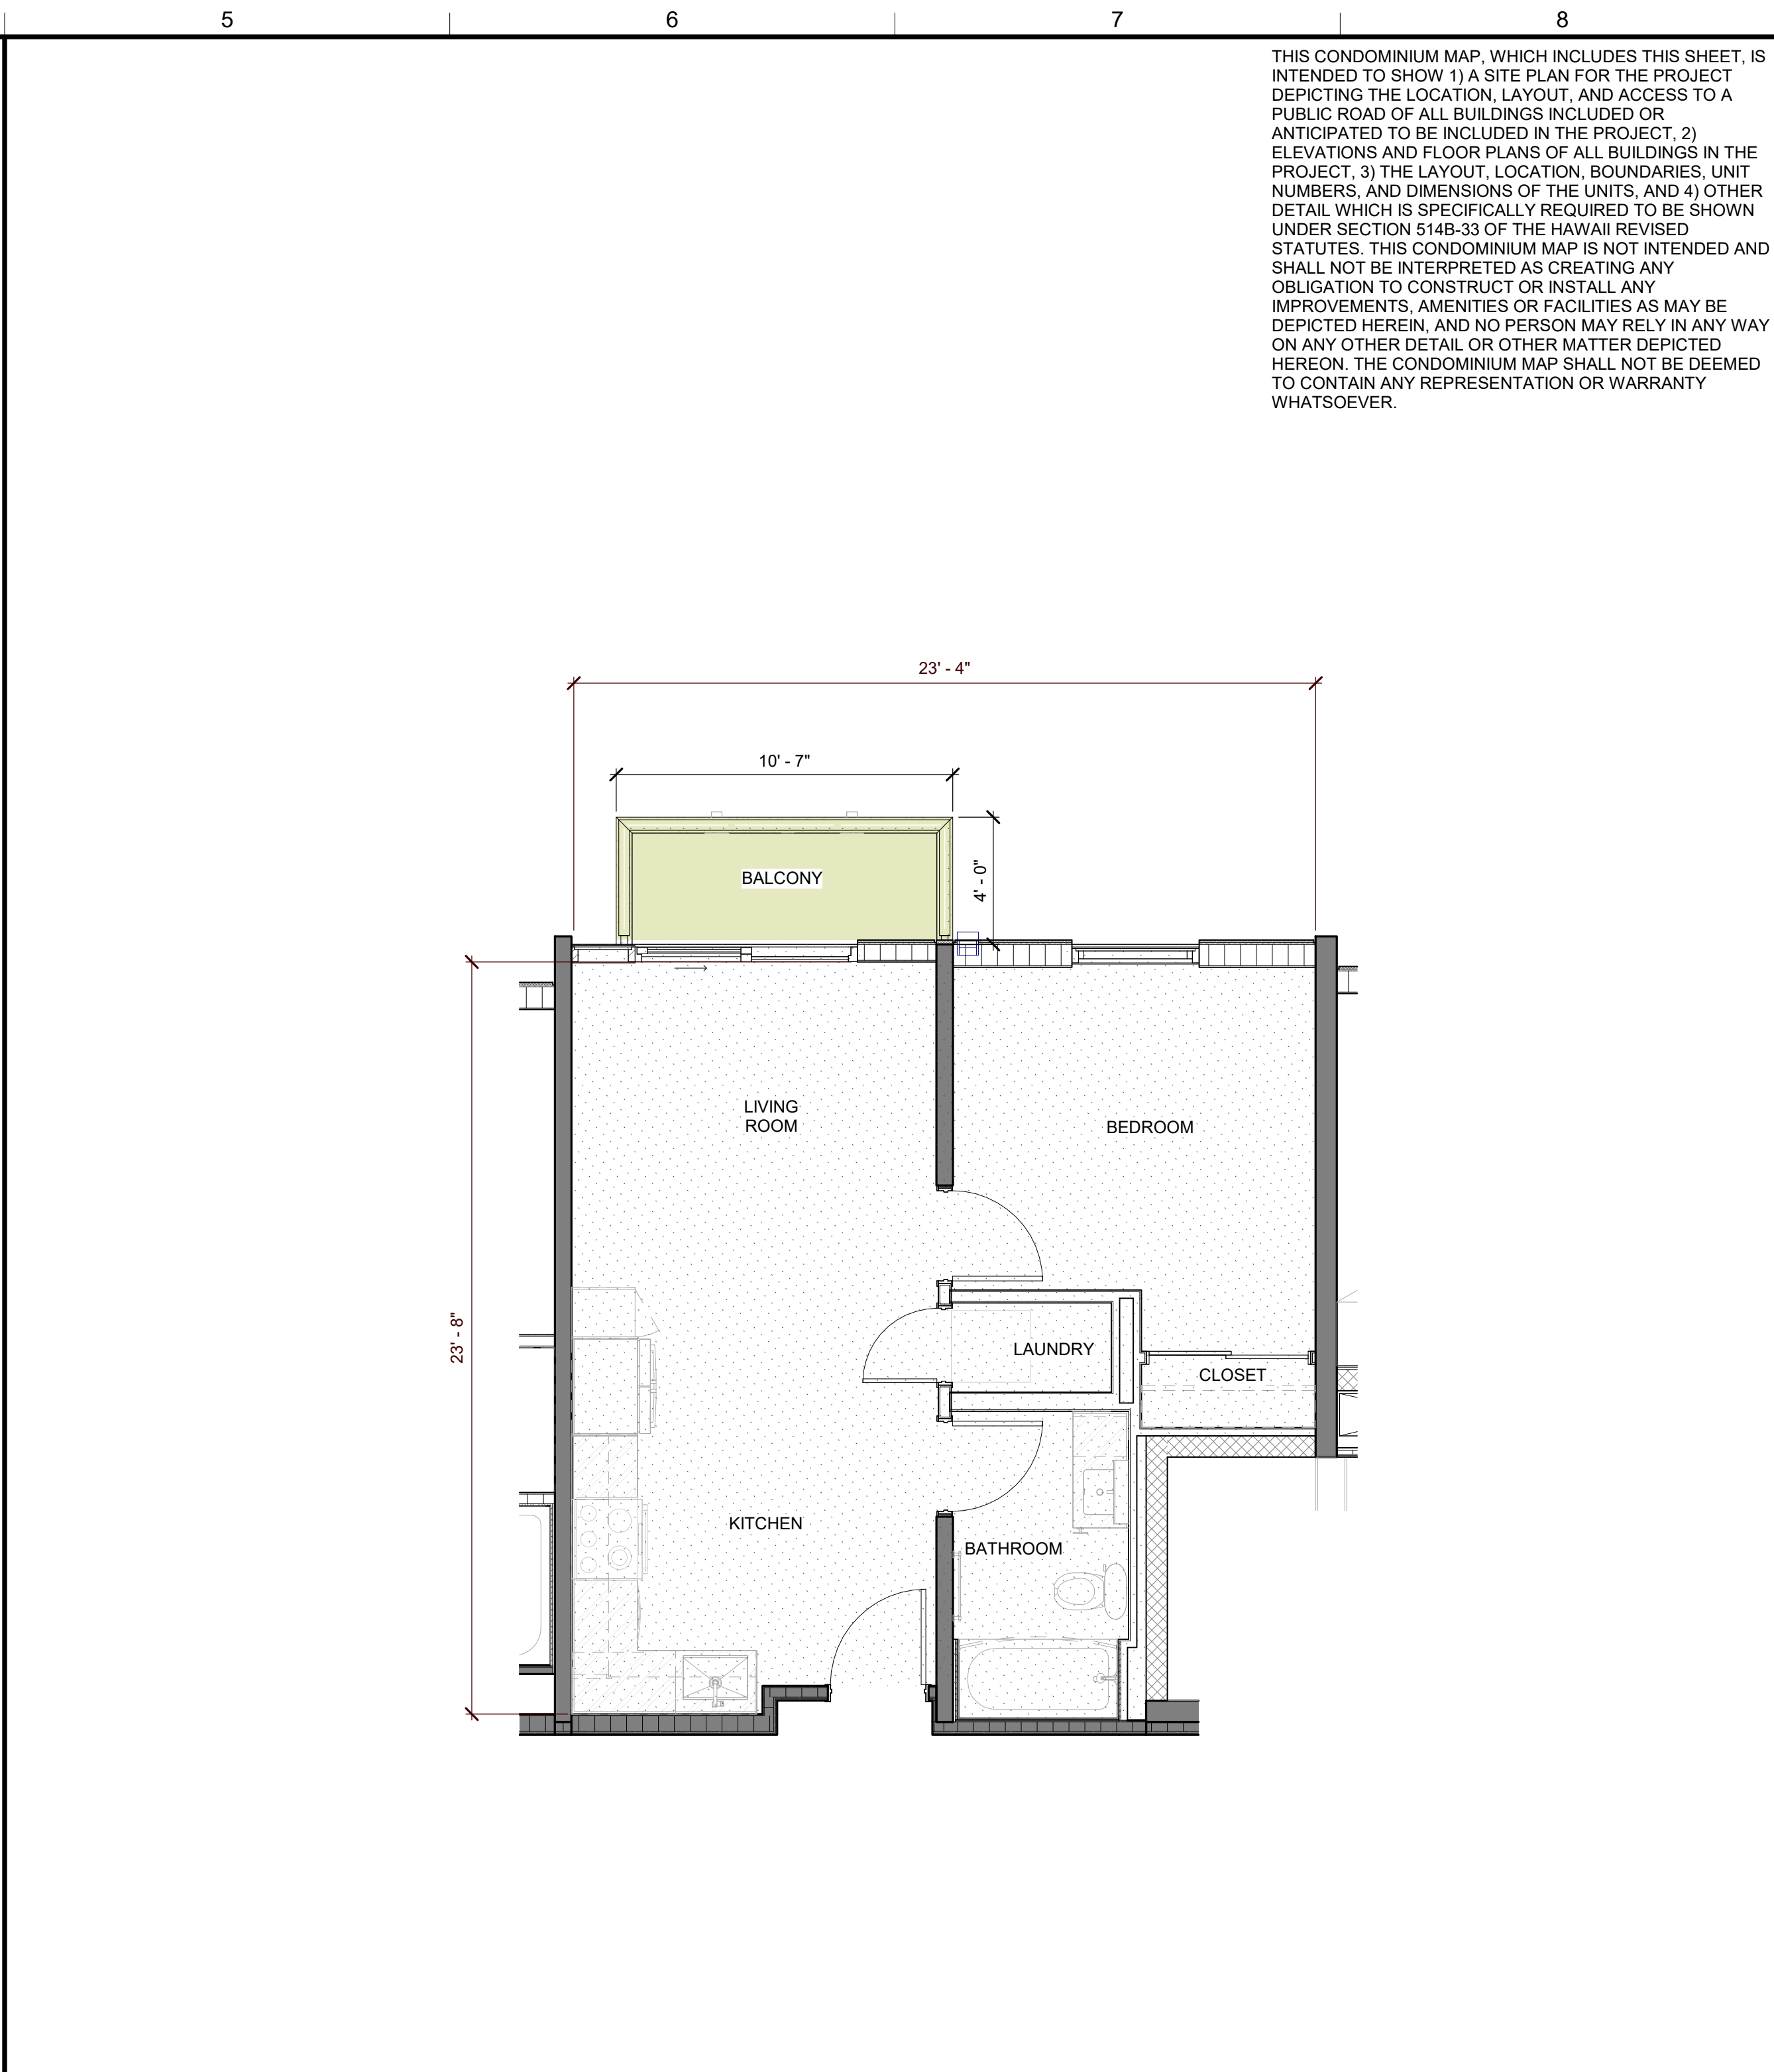 5 6 7 8
THIS CONDOMINIUM MAP, WHICH INCLUDES THIS SHEET, IS
INTENDED TO SHOW 1) A SITE PLAN FOR THE PROJECT
DEPICTING THE LOCATION, LAYOUT, AND ACCESS TO A
PUBLIC ROAD OF ALL BUILDINGS INCLUDED OR
ANTICIPATED TO BE INCLUDED IN THE PROJECT, 2)
ELEVATIONS AND FLOOR PLANS OF ALL BUILDINGS IN THE
PROJECT, 3) THE LAYOUT, LOCATION, BOUNDARIES, UNIT
NUMBERS, AND DIMENSIONS OF THE UNITS, AND 4) OTHER
DETAIL WHICH IS SPECIFICALLY REQUIRED TO BE SHOWN
UNDER SECTION 514B-33 OF THE HAWAII REVISED
STATUTES. THIS CONDOMINIUM MAP IS NOT INTENDED AND
SHALL NOT BE INTERPRETED AS CREATING ANY
OBLIGATION TO CONSTRUCT OR INSTALL ANY
IMPROVEMENTS, AMENITIES OR FACILITIES AS MAY BE
DEPICTED HEREIN, AND NO PERSON MAY RELY IN ANY WAY
ON ANY OTHER DETAIL OR OTHER MATTER DEPICTED
HEREON. THE CONDOMINIUM MAP SHALL NOT BE DEEMED
TO CONTAIN ANY REPRESENTATION OR WARRANTY
WHATSOEVER.
23' - 4"
10' - 7"
4' - 0"
BALCONY
LIVING
ROOM
BEDROOM
23' - 8"
LAUNDRY
CLOSET
KITCHEN
BATHROOM